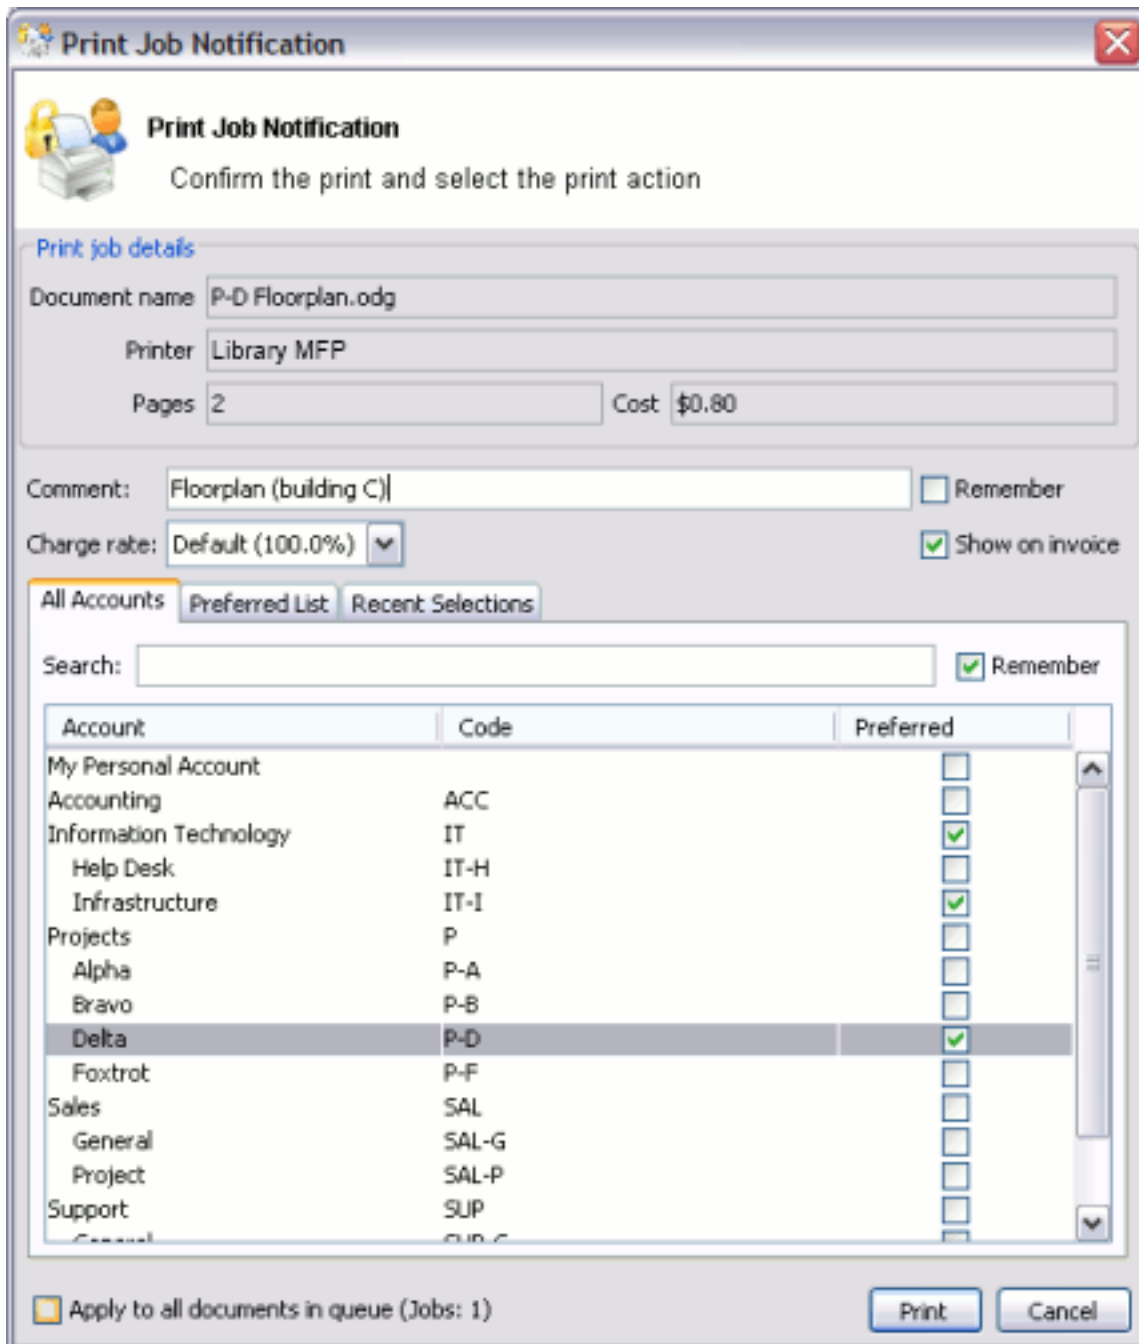 Print Job Notification
Print Job Notification
Confirm the print and select the print action
Print job details
Document name P-D Floorplan.odg
Printer Library MFP
Pages 2 Cost $0.80
Comment: Floorplan (building C) Remember
Charge rate: Default (100.0%) Show on invoice
All Accounts Preferred List Recent Selections
Search: Remember
Account Code Preferred
My Personal Account
Accounting ACC
Information Technology IT
Help Desk IT-H
Infrastructure IT-I
Projects P
Alpha P-A
Bravo P-B
Delta P-D
Foxtrot P-F
Sales SAL
General SAL-G
Project SAL-P
Support SUP
General SUP-G
Apply to all documents in queue (Jobs: 1) Print Cancel